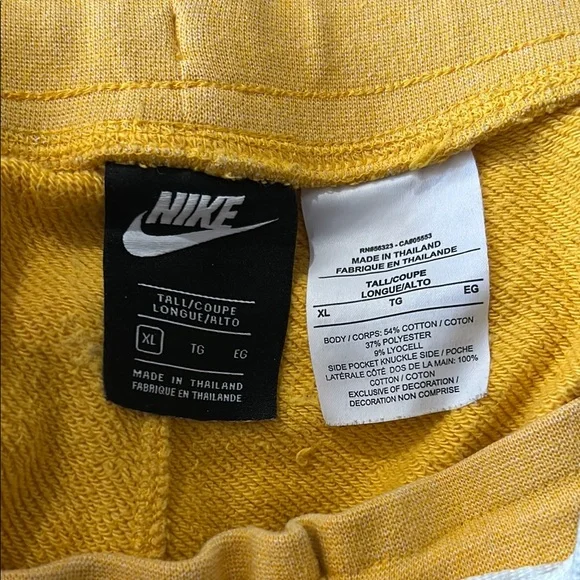 NIKE
TALL/COUPE
LONGUE/ALTO
XL TG EG
MADE IN THAILAND
FABRIQUE EN THAILANDE
RN#56323 - CA#05553
MADE IN THAILAND
FABRIQUE EN THAILANDE
TALL/COUPE
LONGUE/ALTO
XL TG EG
BODY / CORPS: 54% COTTON / COTON
37% POLYESTER
9% LYOCELL
SIDE POCKET KNUCKLE SIDE / POCHE
LATÉRALE CÔTÉ DOS DE LA MAIN: 100%
COTTON / COTON
EXCLUSIVE OF DECORATION /
DECORATION NON COMPRISE